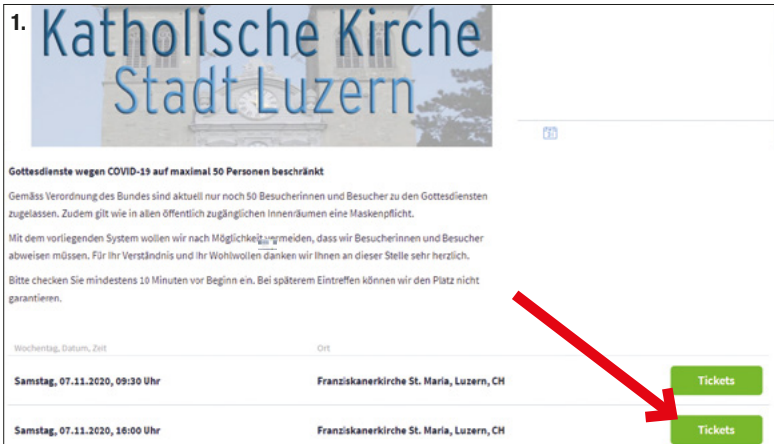 1.
Katholische Kirche
Stadt Luzern
Gottesdienste wegen COVID-19 auf maximal 50 Personen beschränkt
Gemäss Verordnung des Bundes sind aktuell nur noch 50 Besucherinnen und Besucher zu den Gottesdiensten
zugelassen. Zudem gilt wie in allen öffentlich zugänglichen Innenräumen eine Maskenpflicht.
Mit dem vorliegenden System wollen wir nach Möglichkeit vermeiden, dass wir Besucherinnen und Besucher
abweisen müssen. Für Ihr Verständnis und Ihr Wohlwollen danken wir Ihnen an dieser Stelle sehr herzlich.
Bitte checken Sie mindestens 10 Minuten vor Beginn ein. Bei späterem Eintreffen können wir den Platz nicht
garantieren.
Wochentag, Datum, Zeit Ort
Samstag, 07.11.2020, 09:30 Uhr Franziskanerkirche St. Maria, Luzern, CH Tickets
Samstag, 07.11.2020, 16:00 Uhr Franziskanerkirche St. Maria, Luzern, CH Tickets